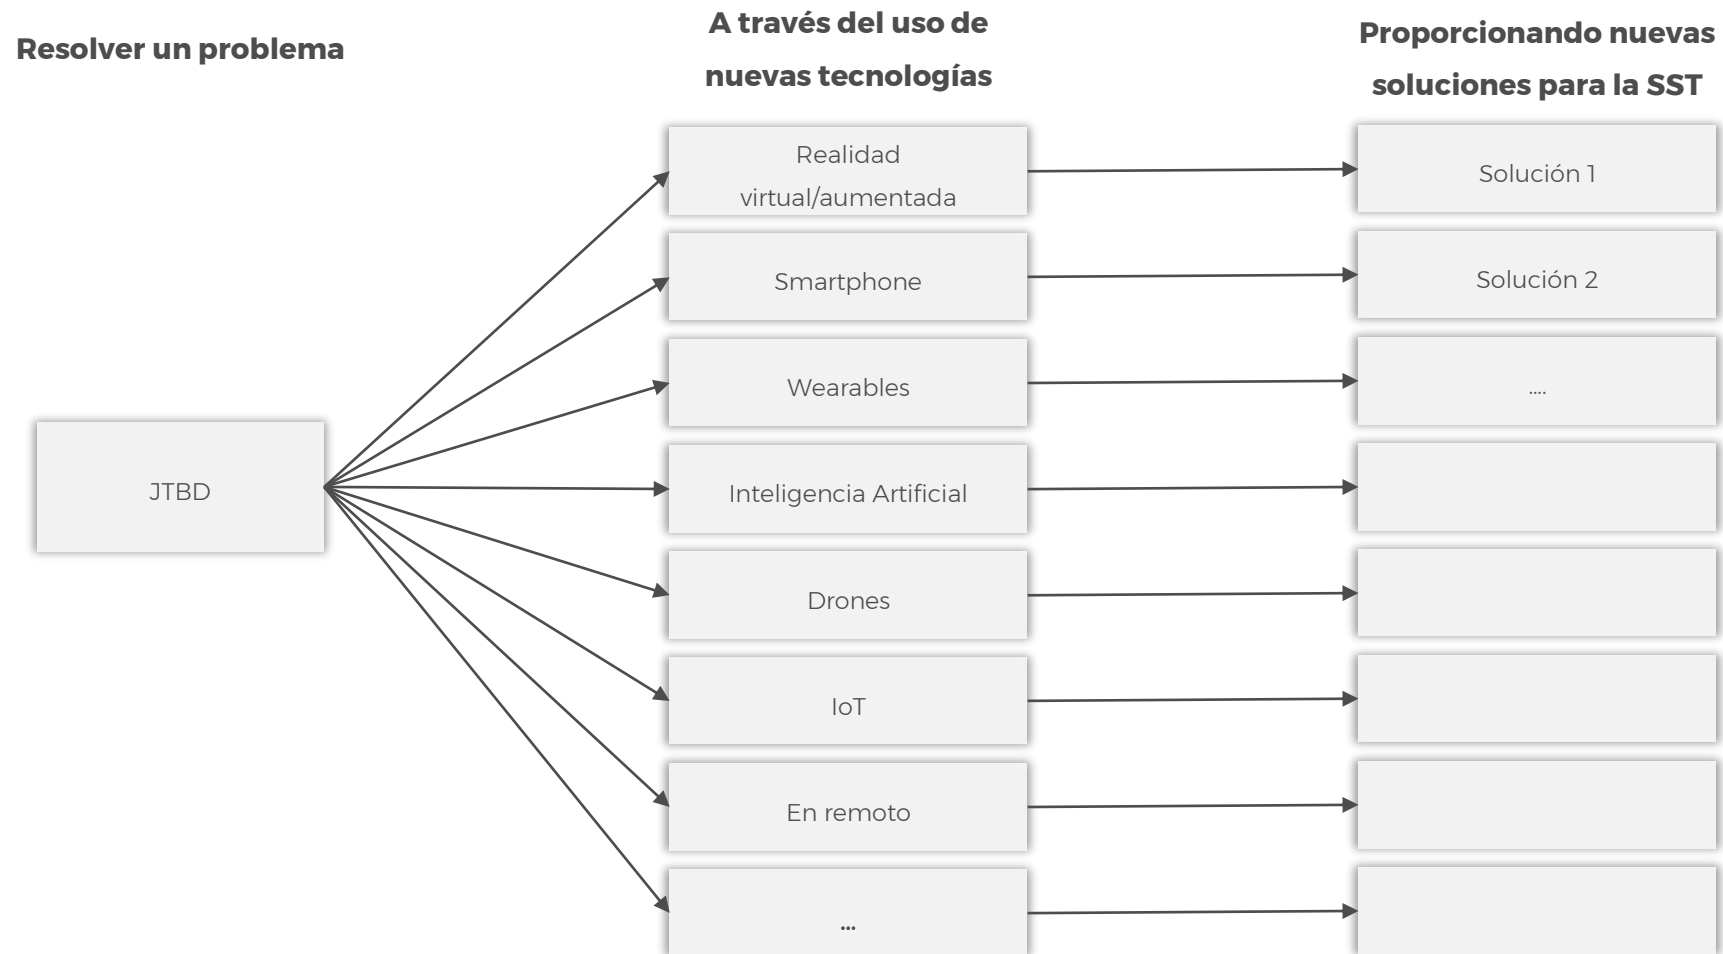 Resolver un problema
A través del uso de
nuevas tecnologías
Proporcionando nuevas
soluciones para la SST
JTBD
Realidad
virtual/aumentada
Smartphone
Wearables
Inteligencia Artificial
Drones
IoT
En remoto
...
Solución 1
Solución 2
....